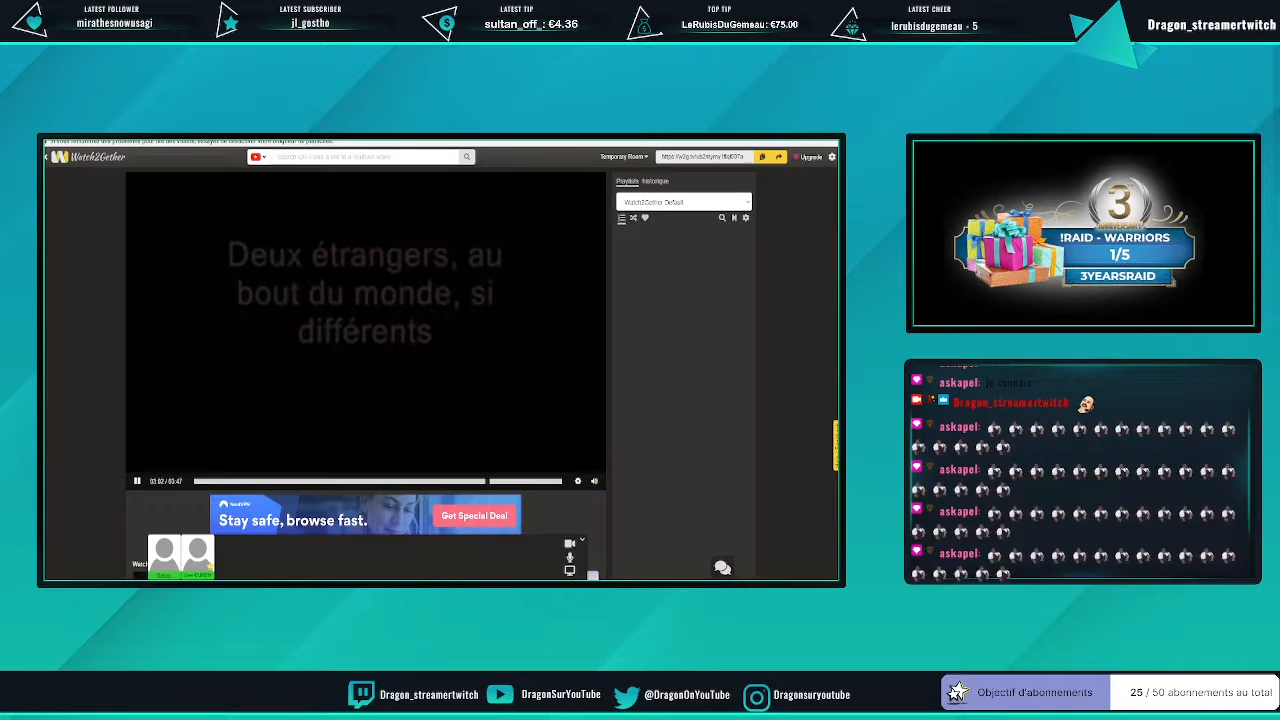 LATEST FOLLOWER
mirathesnowusagi
LATEST SUBSCRIBER
jl_gostho
LATEST TIP
sultan_off_: €4.36
TOP TIP
LeRubisDuGemeau: €75.00
LATEST CHEER
lerubisdugemeau - 5
Dragon_streamertwitch
Watch2Gether
Temporary Room
Upgrade
Playlists historique
Watch2Gether Default
Deux étrangers, au
bout du monde, si
différents
03:02 / 03:47
NordVPN
Stay safe, browse fast.
Get Special Deal
Watch
3
ANNIVERSARY
!RAID - WARRIORS
1/5
3YEARSRAID
askapel: je connais
Dragon_streamertwitch
askapel:
askapel:
askapel:
askapel:
Dragon_streamertwitch
DragonSurYouTube
@DragonOnYouTube
Dragonsuryoutube
Objectif d'abonnements
25 / 50 abonnements au total